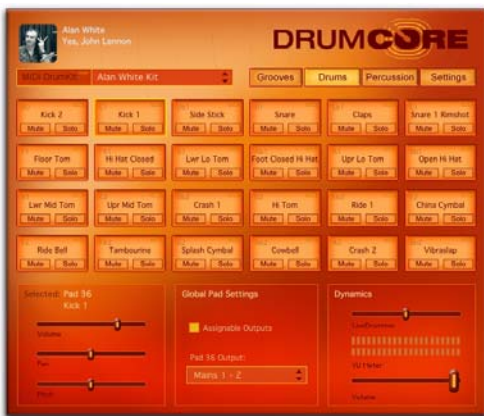 Alan White
Yes, John Lennon
DRUMCORE
MIDI DrumKit Alan White Kit
Grooves Drums Percussion Settings
Kick 2 Kick 1 Side Stick Snare Claps Snare 1 Rimshot
Mute Solo Mute Solo Mute Solo Mute Solo Mute Solo Mute Solo
Floor Tom Hi Hat Closed Lwr Lo Tom Foot Closed Hi Hat Upr Lo Tom Open Hi Hat
Mute Solo Mute Solo Mute Solo Mute Solo Mute Solo Mute Solo
Lwr Mid Tom Upr Mid Tom Crash 1 Hi Tom Ride 1 China Cymbal
Mute Solo Mute Solo Mute Solo Mute Solo Mute Solo Mute Solo
Ride Bell Tambourine Splash Cymbal Cowbell Crash 2 Vibraslap
Mute Solo Mute Solo Mute Solo Mute Solo Mute Solo Mute Solo
Selected: Pad 36
Kick 1
Volume
Pan
Pitch
Global Pad Settings
Assignable Outputs
Pad 36 Output:
Mains 1 - 2
Dynamics
LiveDrummer
VU Meter
Volume